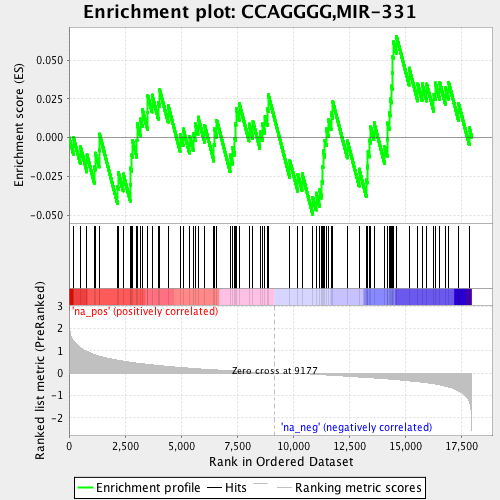 Enrichment plot: CCAGGGG,MIR-331
Enrichment score (ES)
0.050
0.025
0.000
-0.025
-0.050
'na_pos' (positively correlated)
Ranked list metric (PreRanked)
3
2
1
0
-1
-2
Zero cross at 9177
'na_neg' (negatively correlated)
0
2,500
5,000
7,500
10,000
12,500
15,000
17,500
Rank in Ordered Dataset
Enrichment profile
Hits
Ranking metric scores